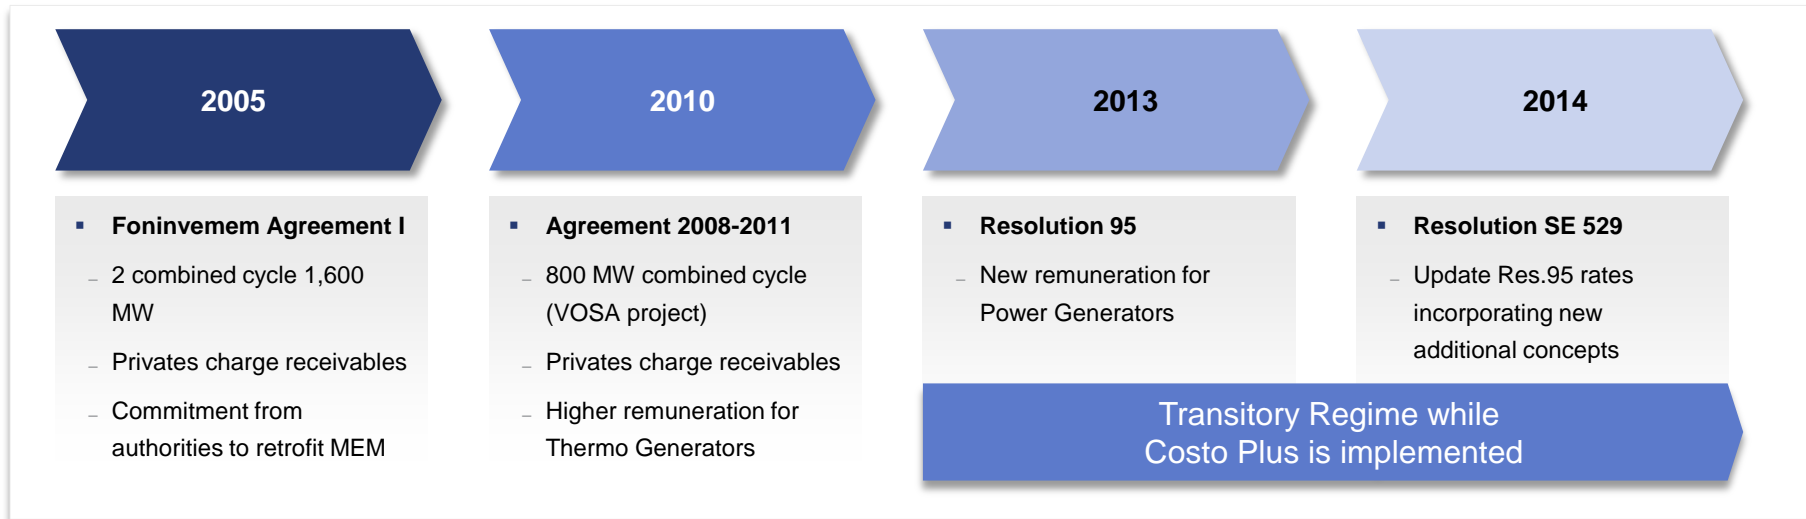 2005
Foninvemem Agreement I
2 combined cycle 1,600
MW
Privates charge receivables
Commitment from
authorities to retrofit MEM
2010
Agreement 2008-2011
800 MW combined cycle
(VOSA project)
Privates charge receivables
Higher remuneration for
Thermo Generators
2013
Resolution 95
New remuneration for
Power Generators
2014
Resolution SE 529
Update Res.95 rates
incorporating new
additional concepts
Transitory Regime while
Costo Plus is implemented